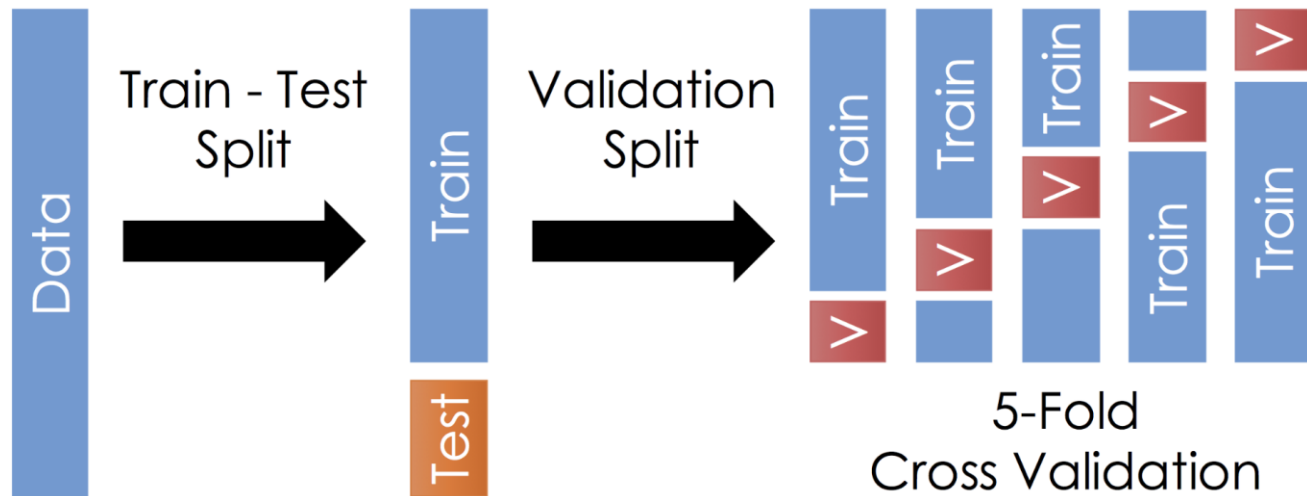 Data
Train - Test
Split
Train
Test
Validation
Split
Train
V
Train
V
Train
V
V
Train
V
Train
5-Fold
Cross Validation